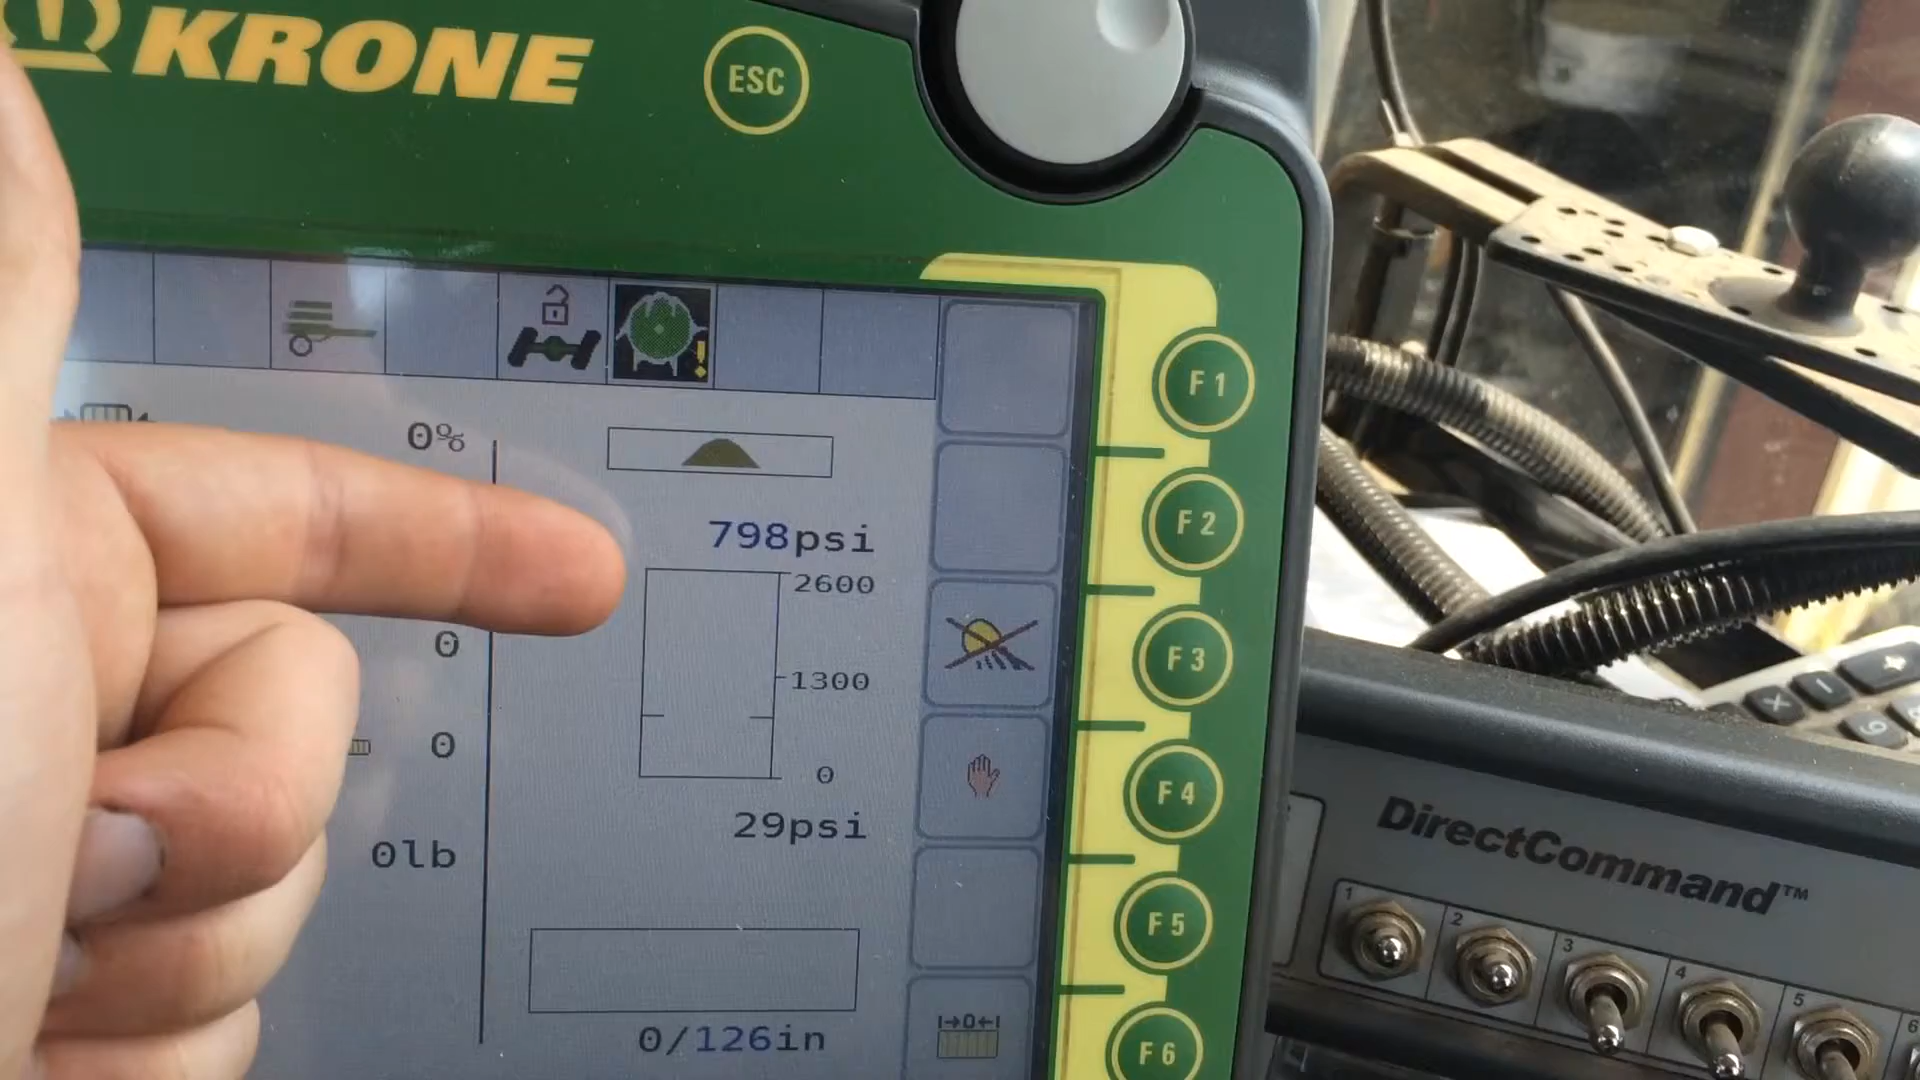 KRONE
ESC
F1
0%
798psi
2600
F2
0
1300
F3
0
0
F4
29psi
0lb
DirectCommand™
1
2
3
4
5
6
F5
|→0←|
0/126in
F6